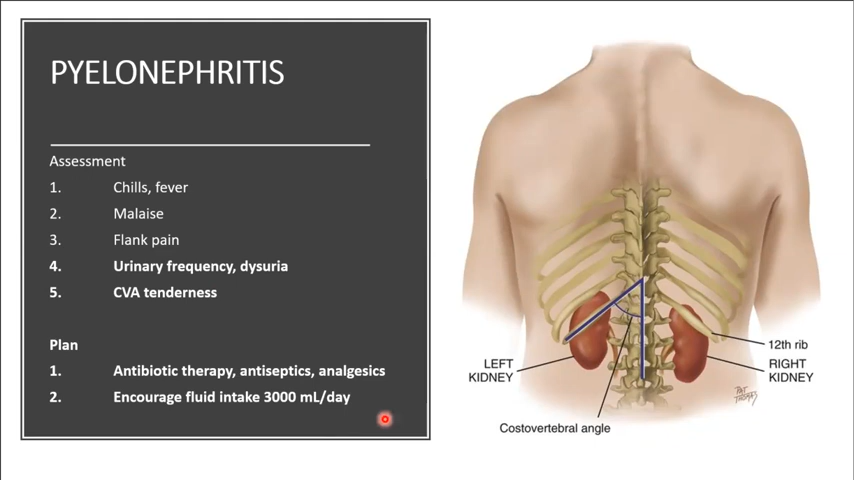 PYELONEPHRITIS
Assessment
1. Chills, fever
2. Malaise
3. Flank pain
4. Urinary frequency, dysuria
5. CVA tenderness
Plan
1. Antibiotic therapy, antiseptics, analgesics
2. Encourage fluid intake 3000 mL/day
12th rib
LEFT
KIDNEY
RIGHT
KIDNEY
Costovertebral angle
PAT
THOMAS